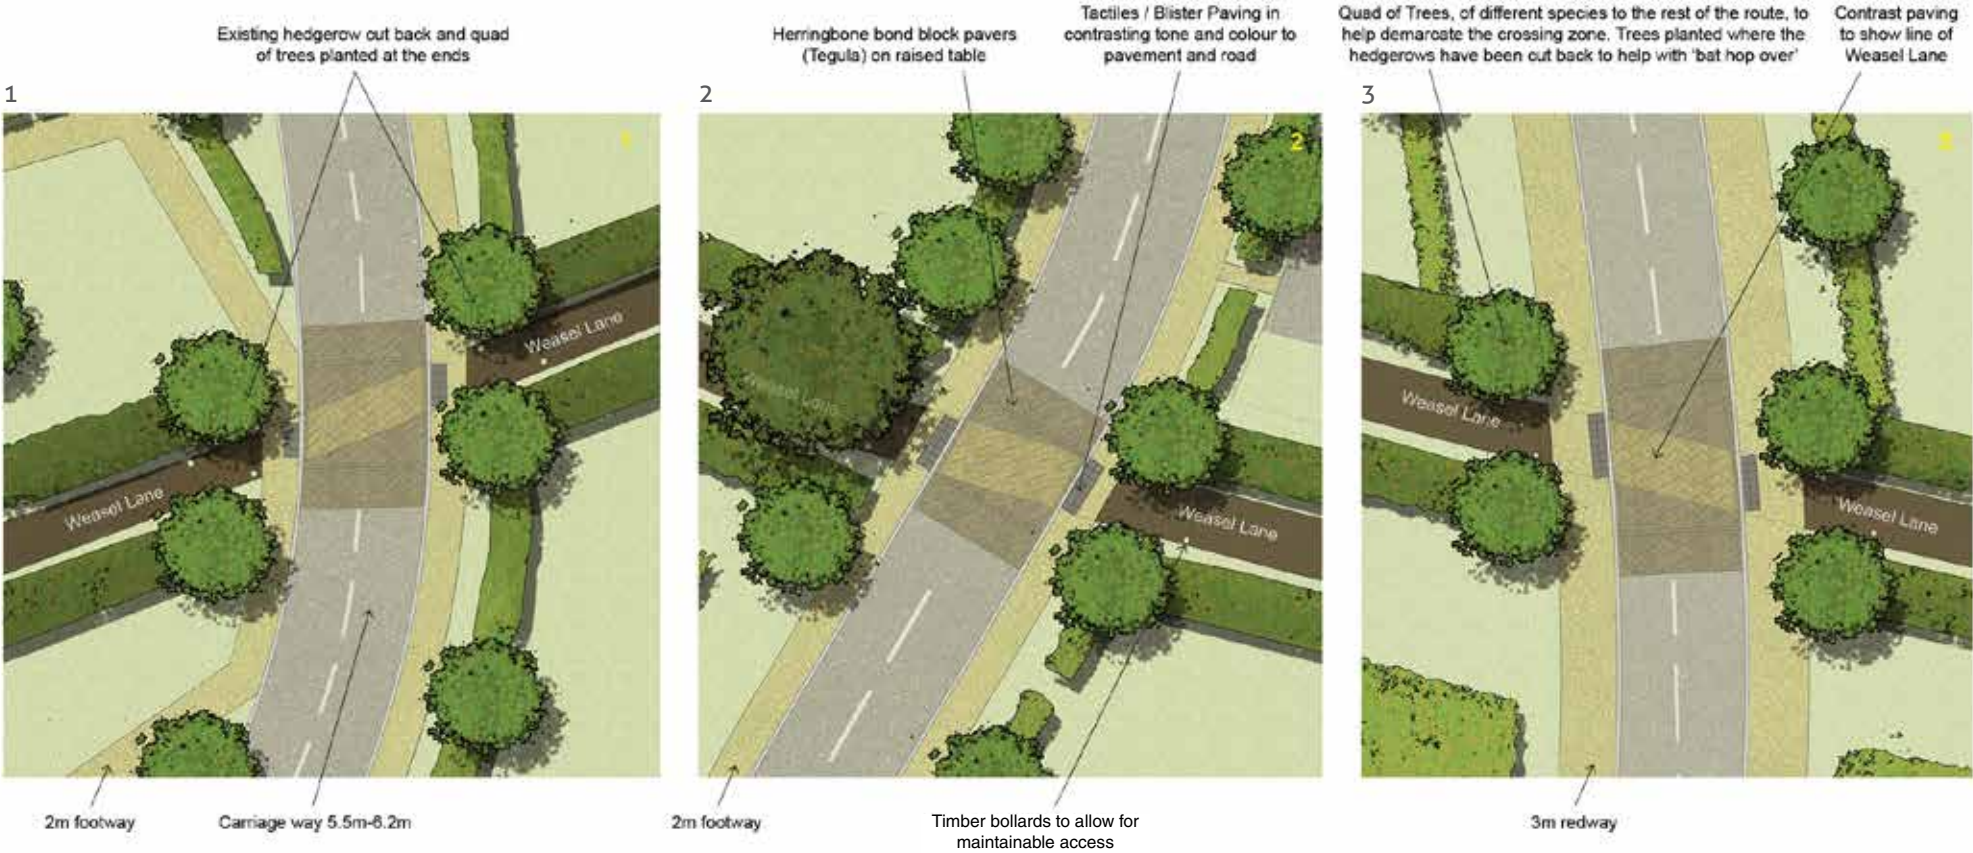 Existing hedgerow cut back and quad
of trees planted at the ends
Herringbone bond block pavers
(Tegula) on raised table
Tactiles / Blister Paving in
contrasting tone and colour to
pavement and road
Quad of Trees, of different species to the rest of the route, to
help demarcate the crossing zone. Trees planted where the
hedgerows have been cut back to help with 'bat hop over'
Contrast paving
to show line of
Weasel Lane
1
2
3
1
2
3
Weasel Lane
Weasel Lane
Weasel Lane
Weasel Lane
Weasel Lane
Weasel Lane
2m footway
Carriage way 5.5m-6.2m
2m footway
Timber bollards to allow for
maintainable access
3m redway